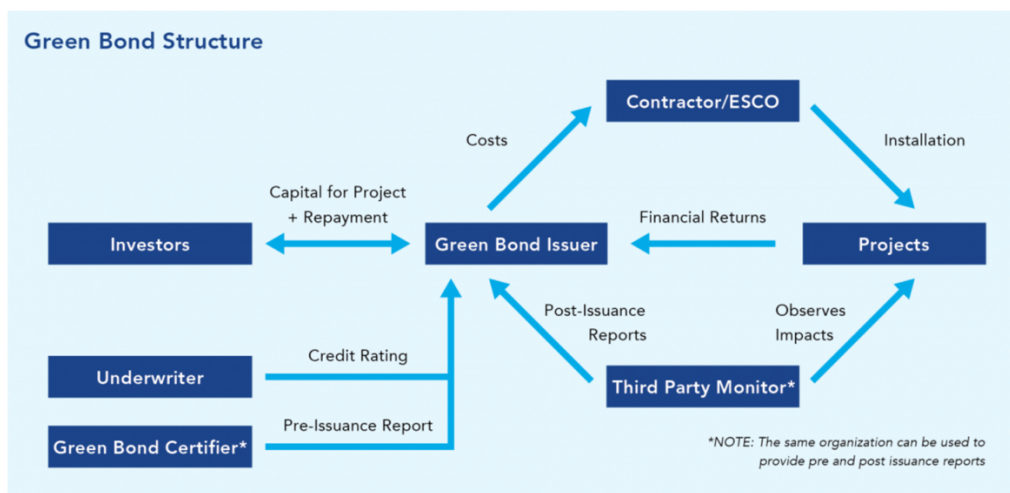 Green Bond Structure
Contractor/ESCO
Costs
Installation
Capital for Project
+ Repayment
Financial Returns
Investors
Green Bond Issuer
Projects
Post-Issuance
Reports
Observes
Impacts
Credit Rating
Underwriter
Third Party Monitor*
Pre-Issuance Report
Green Bond Certifier*
*NOTE: The same organization can be used to
provide pre and post issuance reports